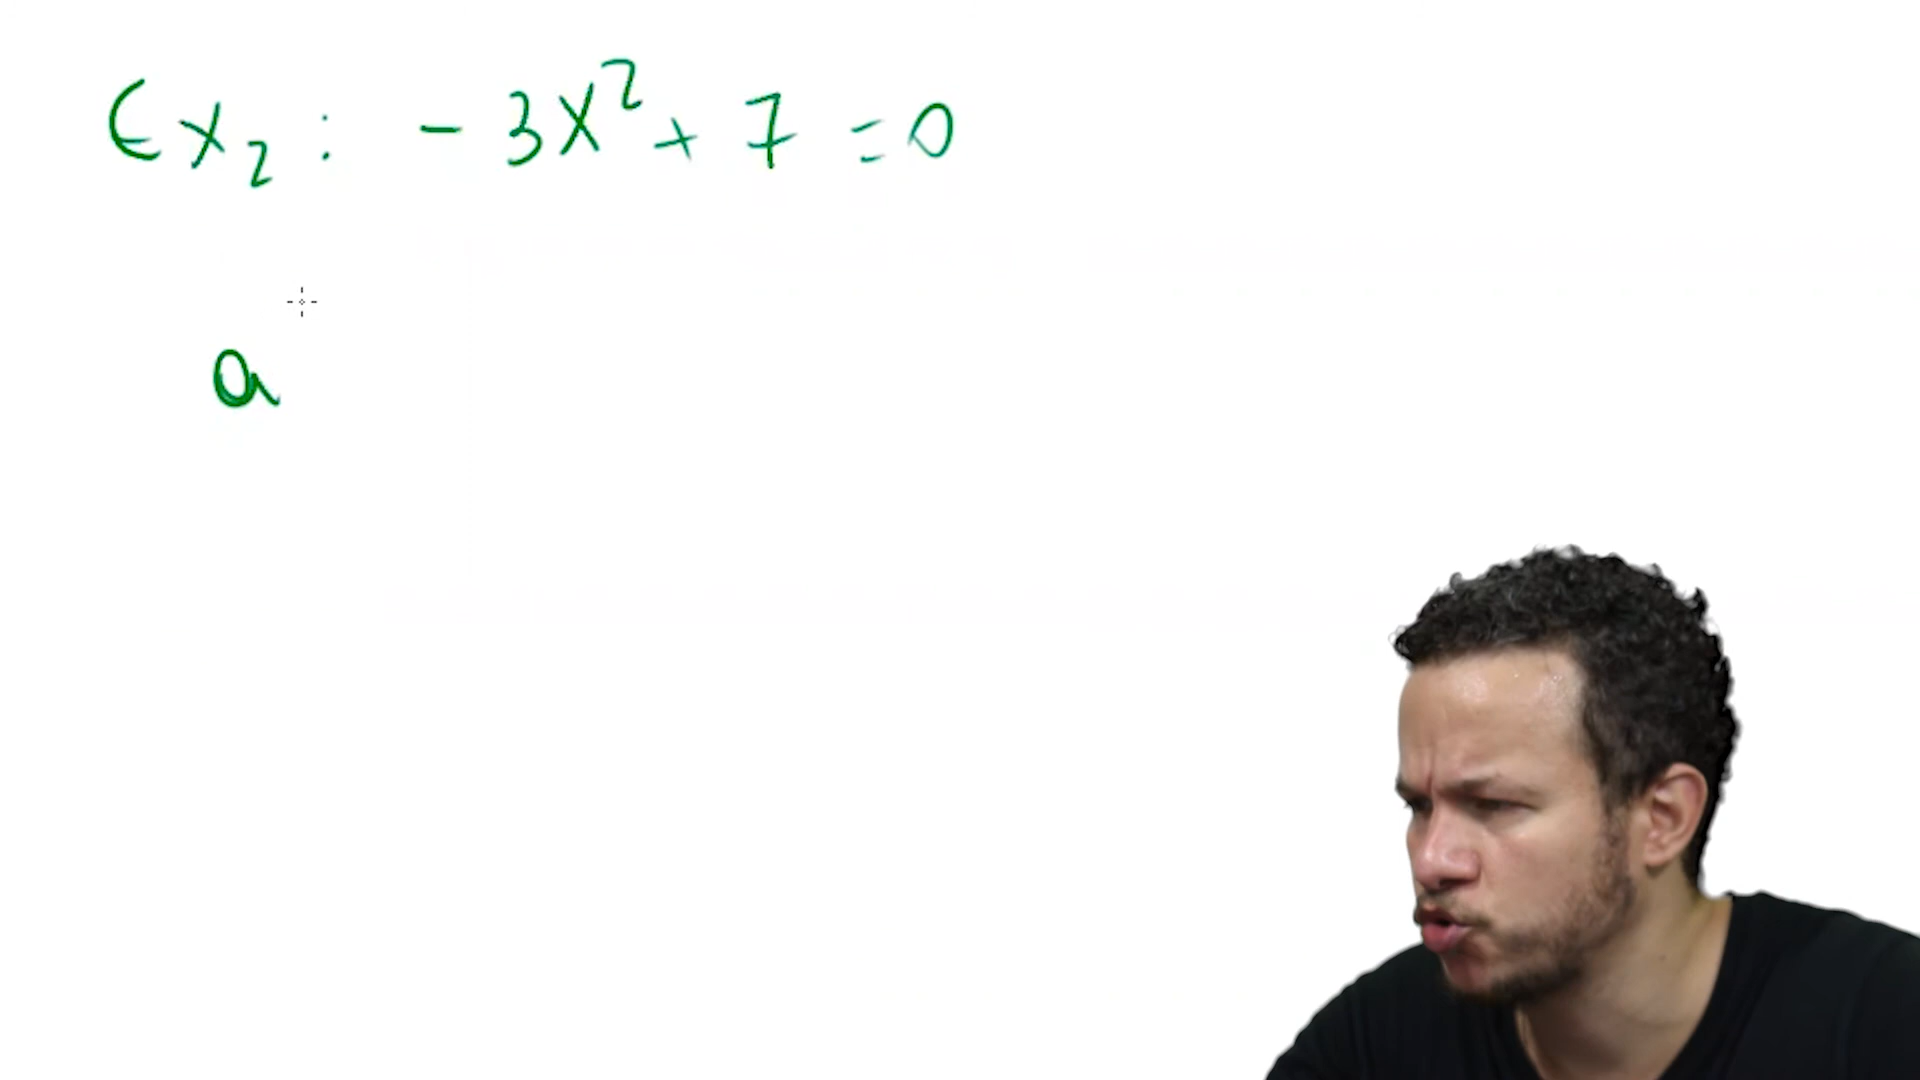 Ex₂: - 3x² + 7 = 0
a